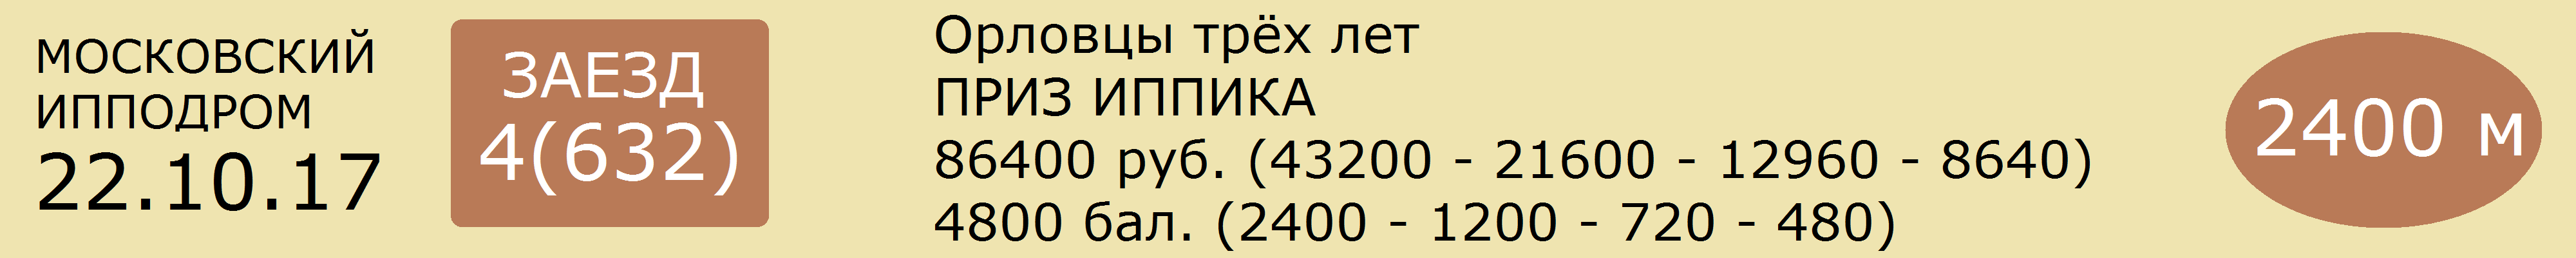 МОСКОВСКИЙ
ИППОДРОМ
22.10.17
ЗАЕЗД
4(632)
Орловцы трёх лет
ПРИЗ ИППИКА
86400 руб. (43200 - 21600 - 12960 - 8640)
4800 бал. (2400 - 1200 - 720 - 480)
2400 м